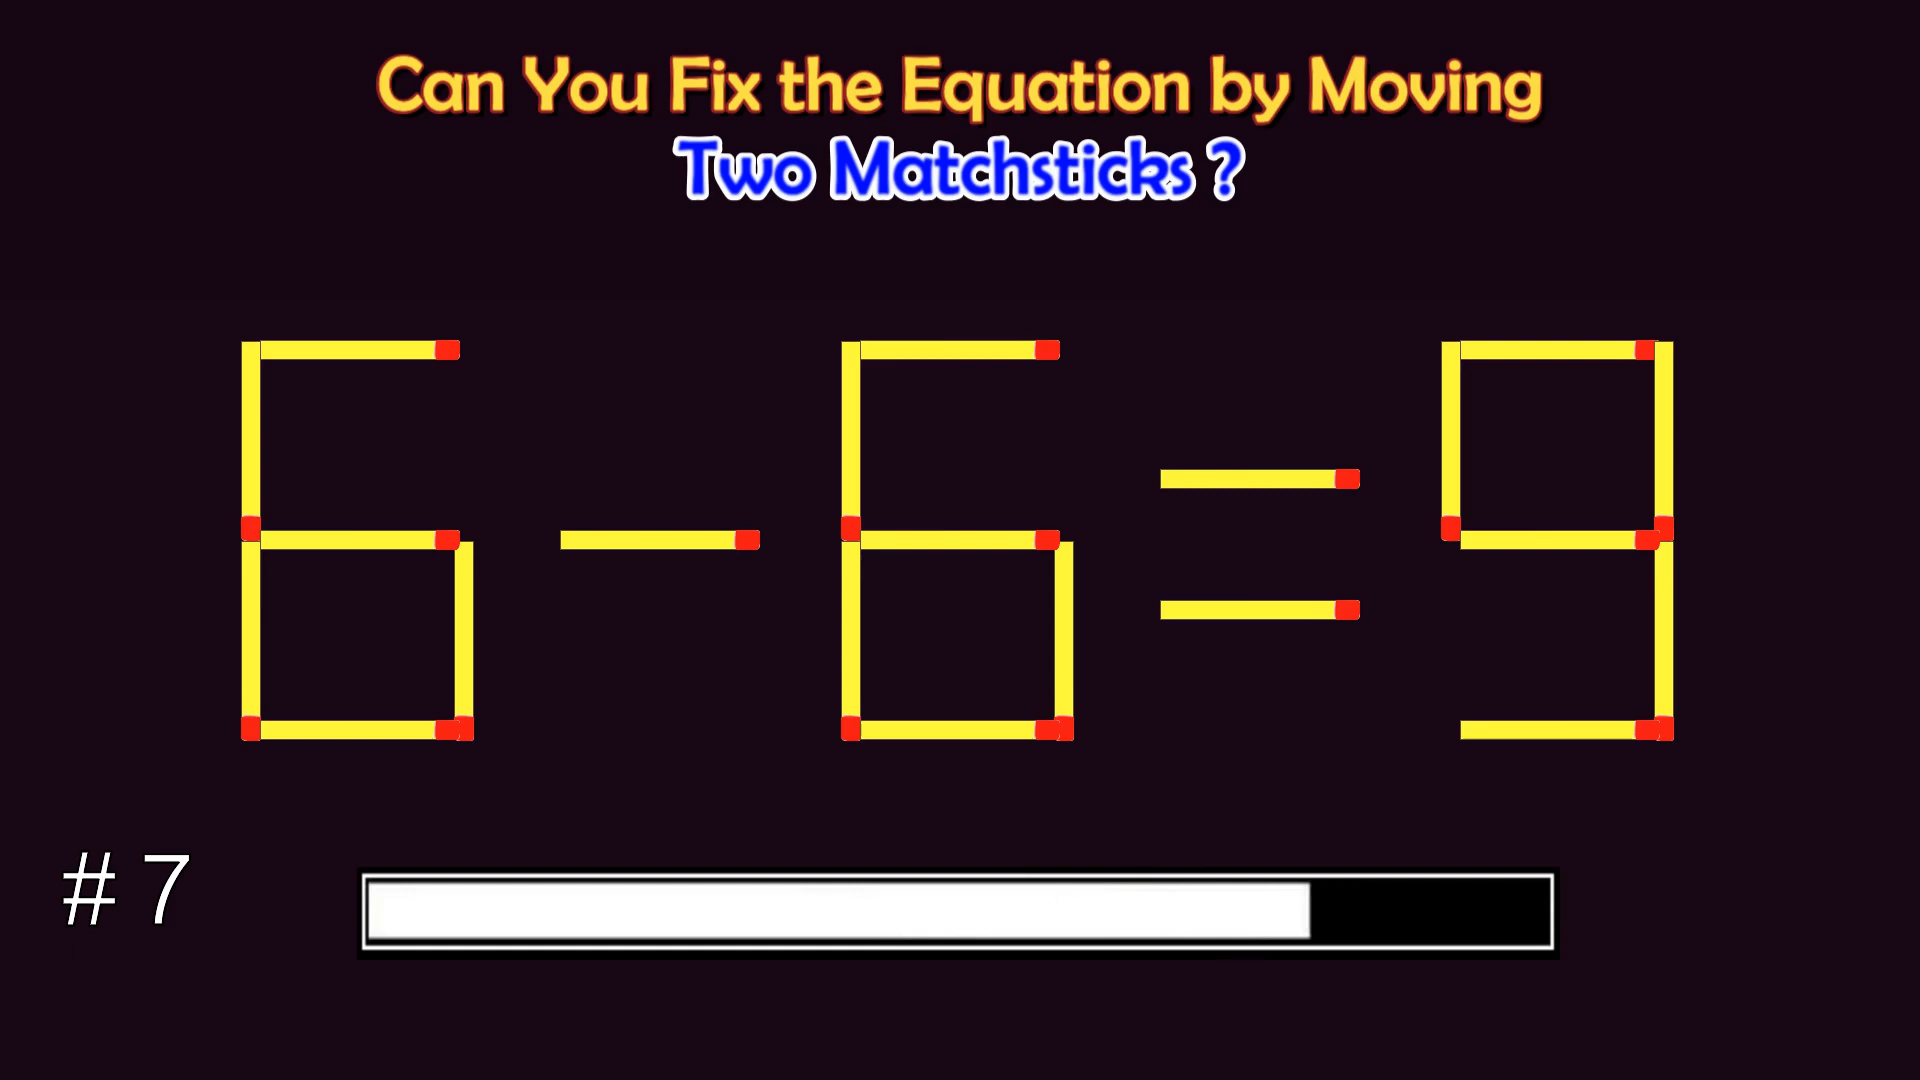 Can You Fix the Equation by Moving
Two Matchsticks ?
6 - 6 = 9
# 7